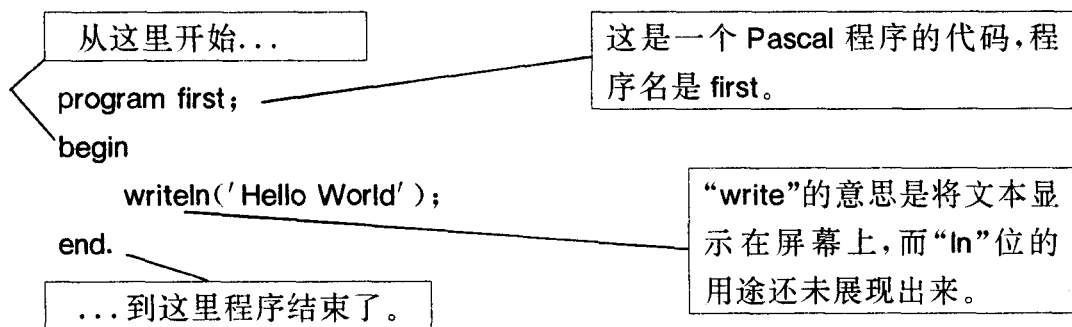 从这里开始...
这是一个 Pascal 程序的代码,程
序名是 first。
program first;
begin
writeln('Hello World');
“write”的意思是将文本显
示在屏幕上,而“ln”位的
用途还未展现出来。
end.
...到这里程序结束了。